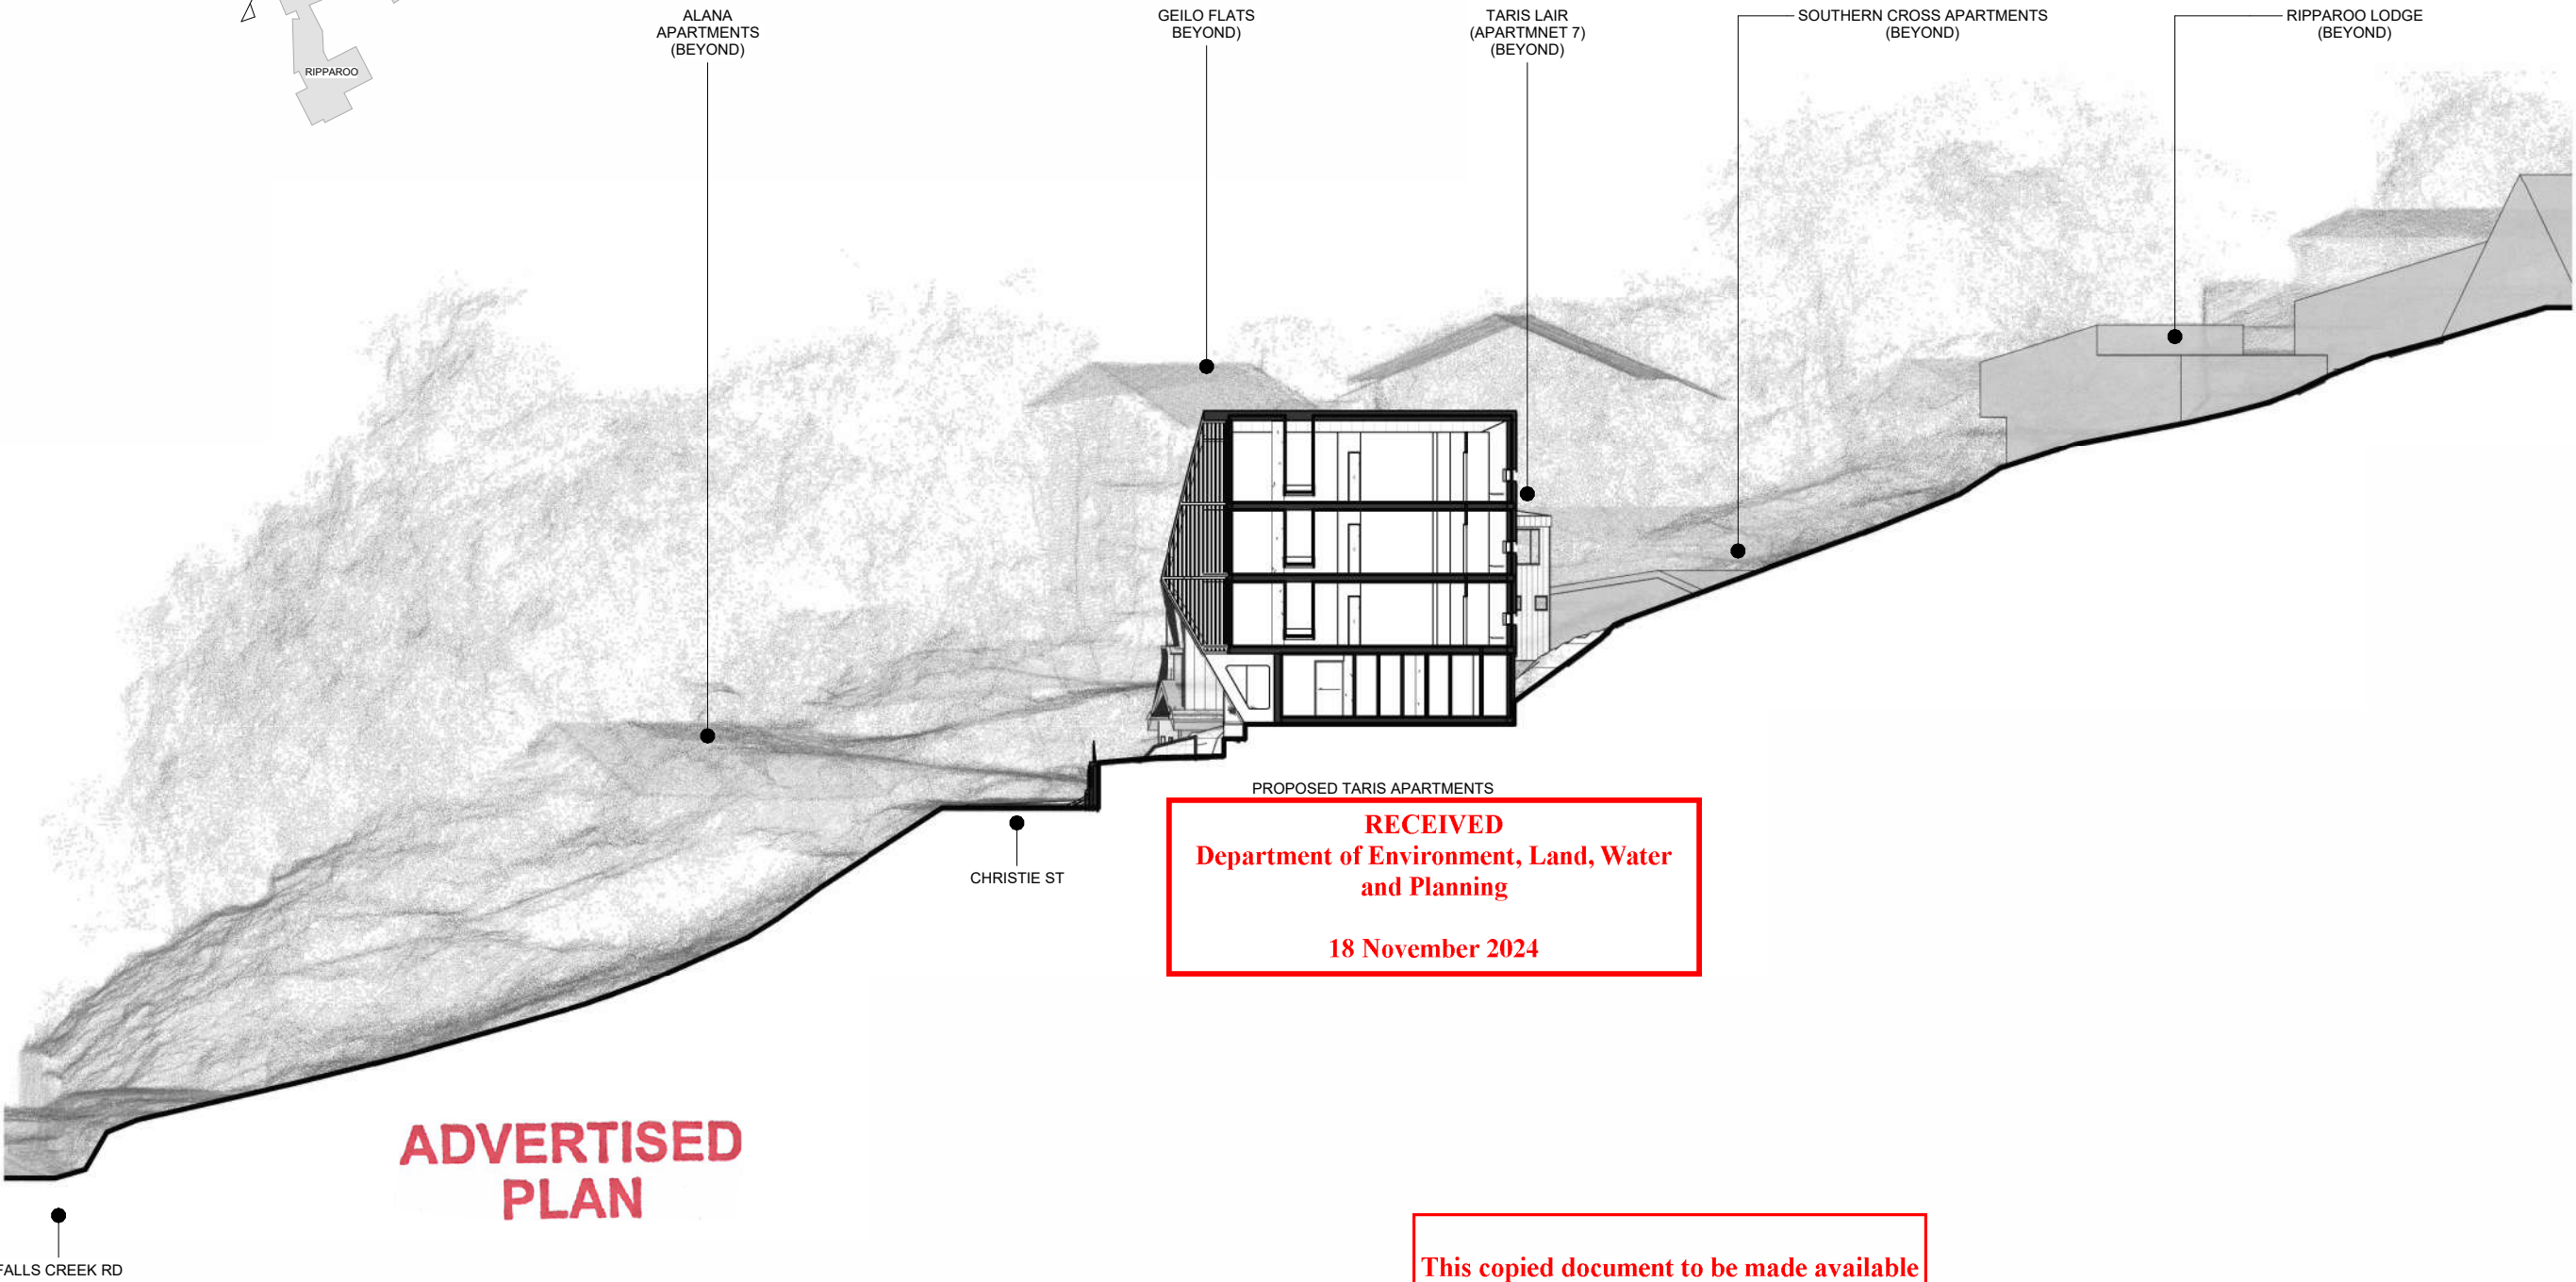 RIPPAROO
ALANA
APARTMENTS
(BEYOND)
GEILO FLATS
BEYOND)
TARIS LAIR
(APARTMNET 7)
(BEYOND)
SOUTHERN CROSS APARTMENTS
(BEYOND)
RIPPAROO LODGE
(BEYOND)
PROPOSED TARIS APARTMENTS
RECEIVED
Department of Environment, Land, Water
and Planning
18 November 2024
CHRISTIE ST
ADVERTISED
PLAN
FALLS CREEK RD
This copied document to be made available